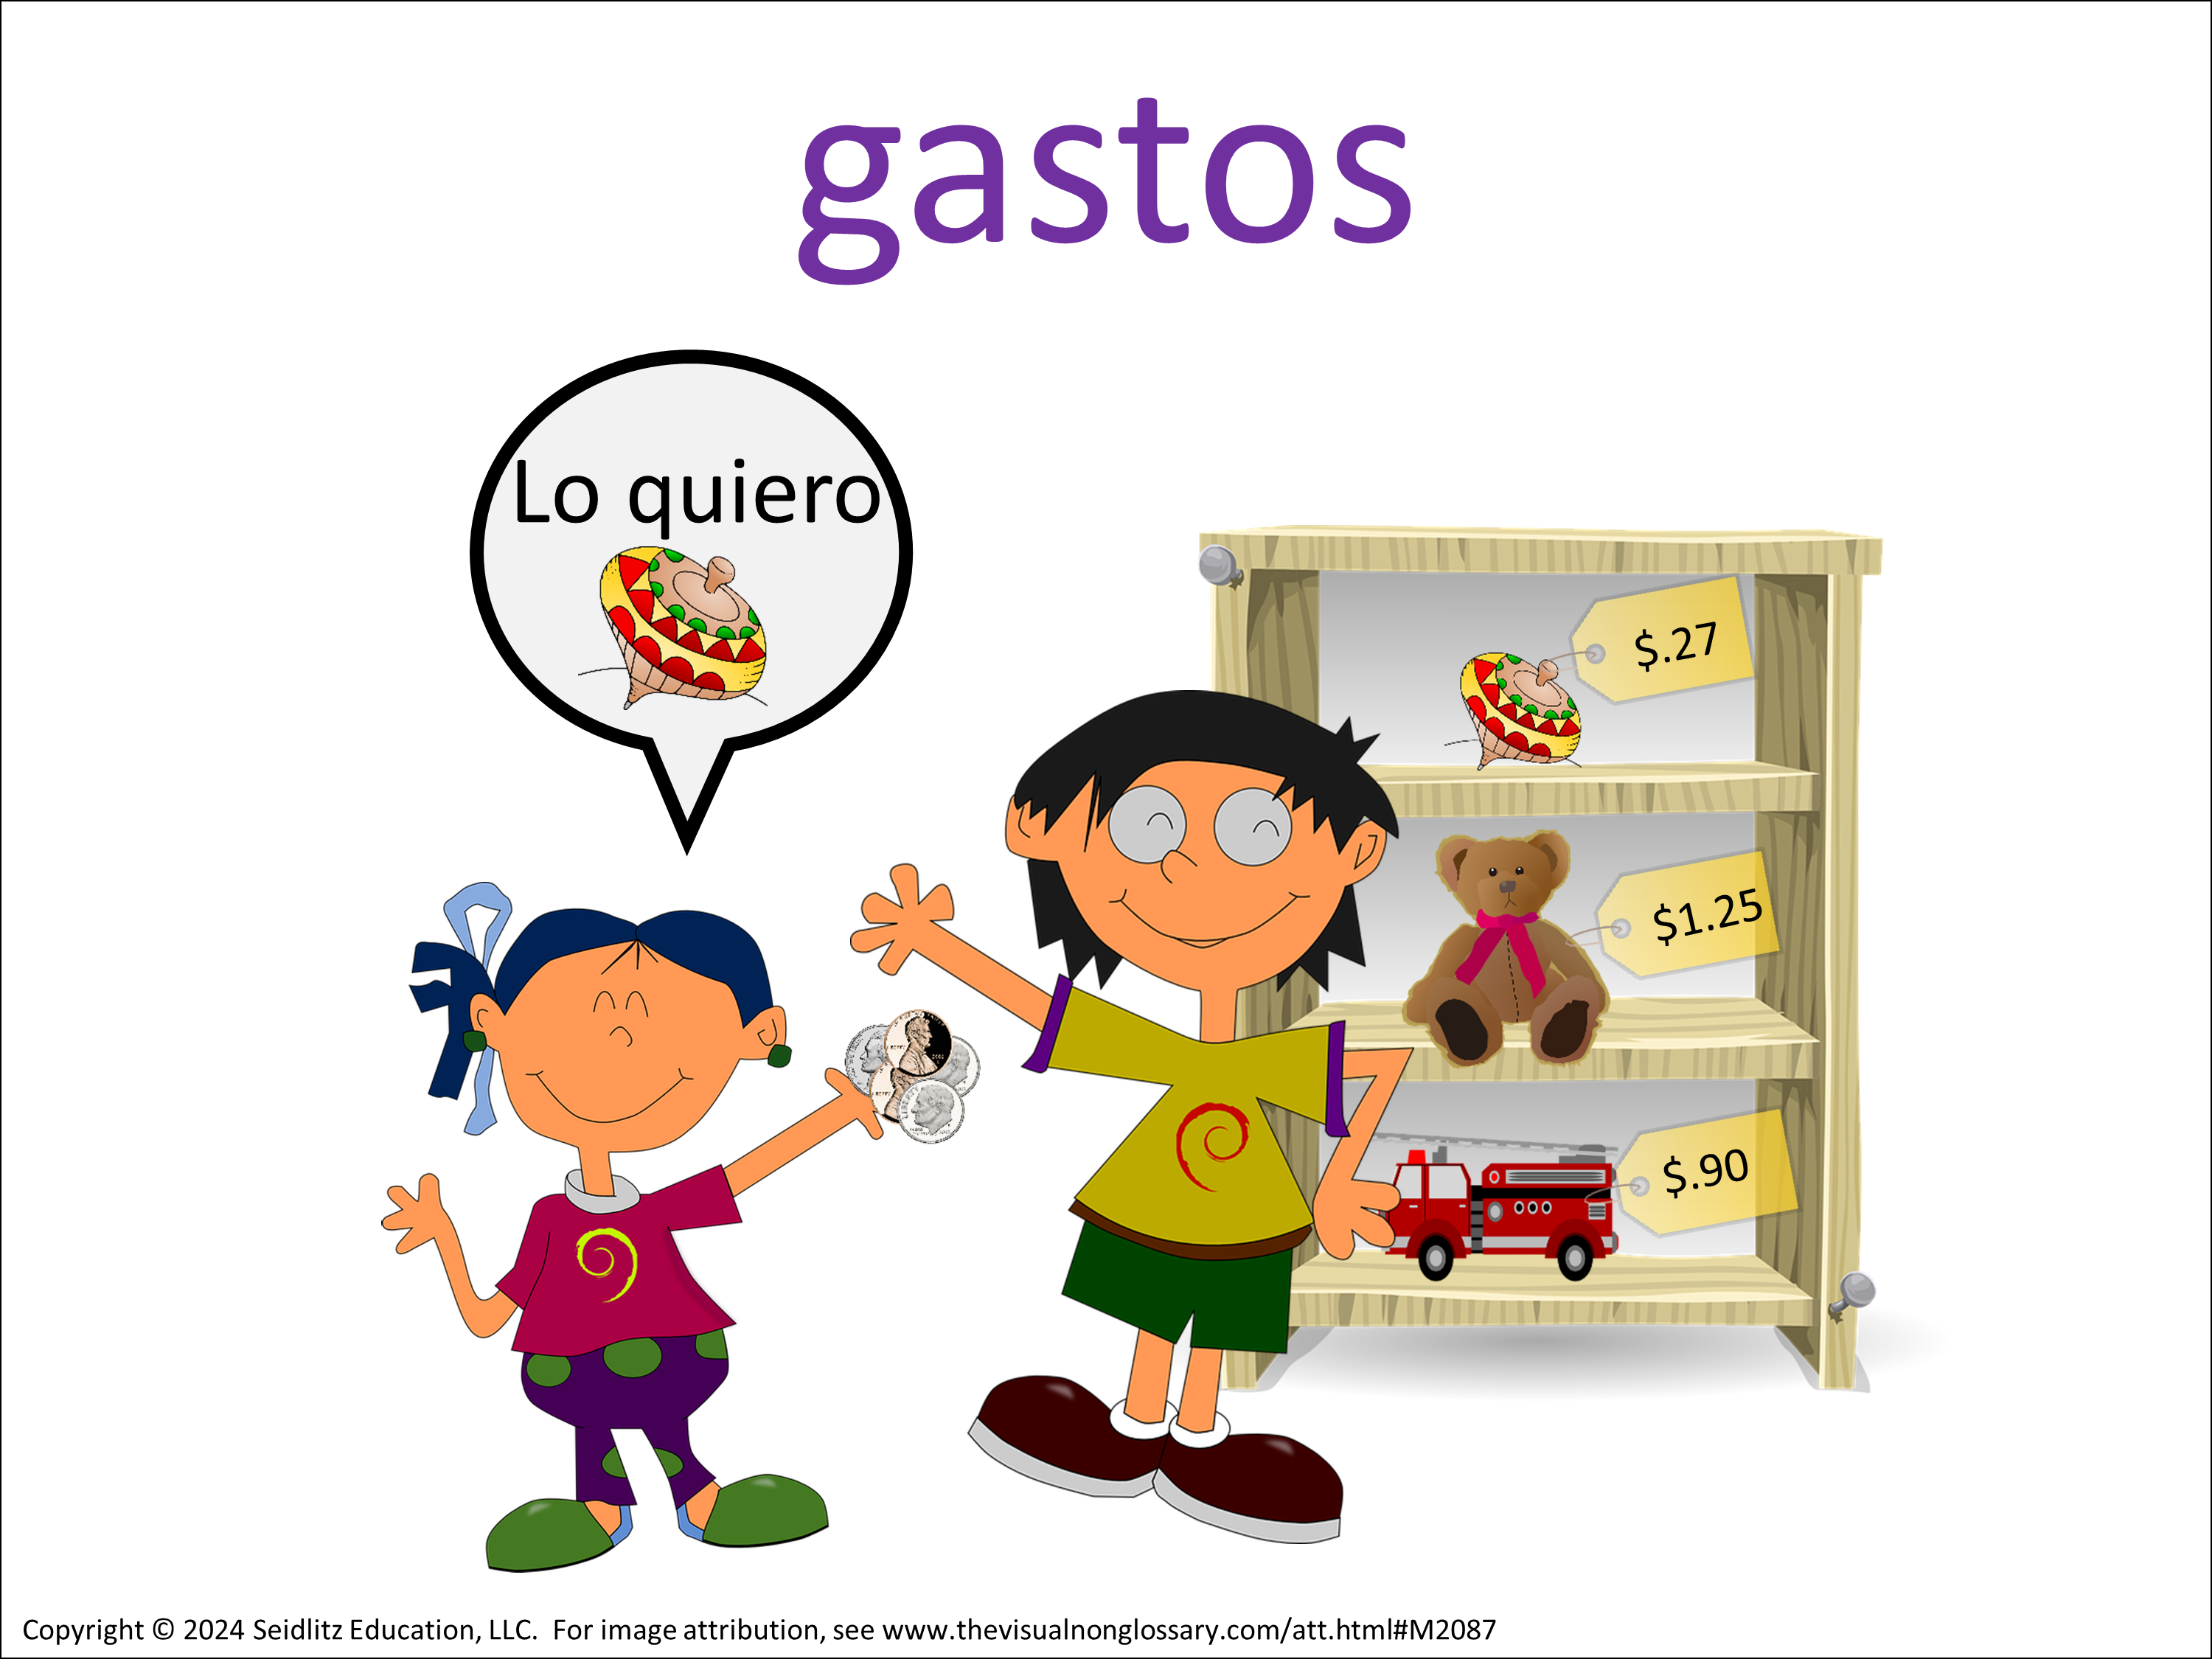 gastos
Lo quiero
$.27
$1.25
$.90
Copyright © 2024 Seidlitz Education, LLC.  For image attribution, see www.thevisualnonglossary.com/att.html#M2087